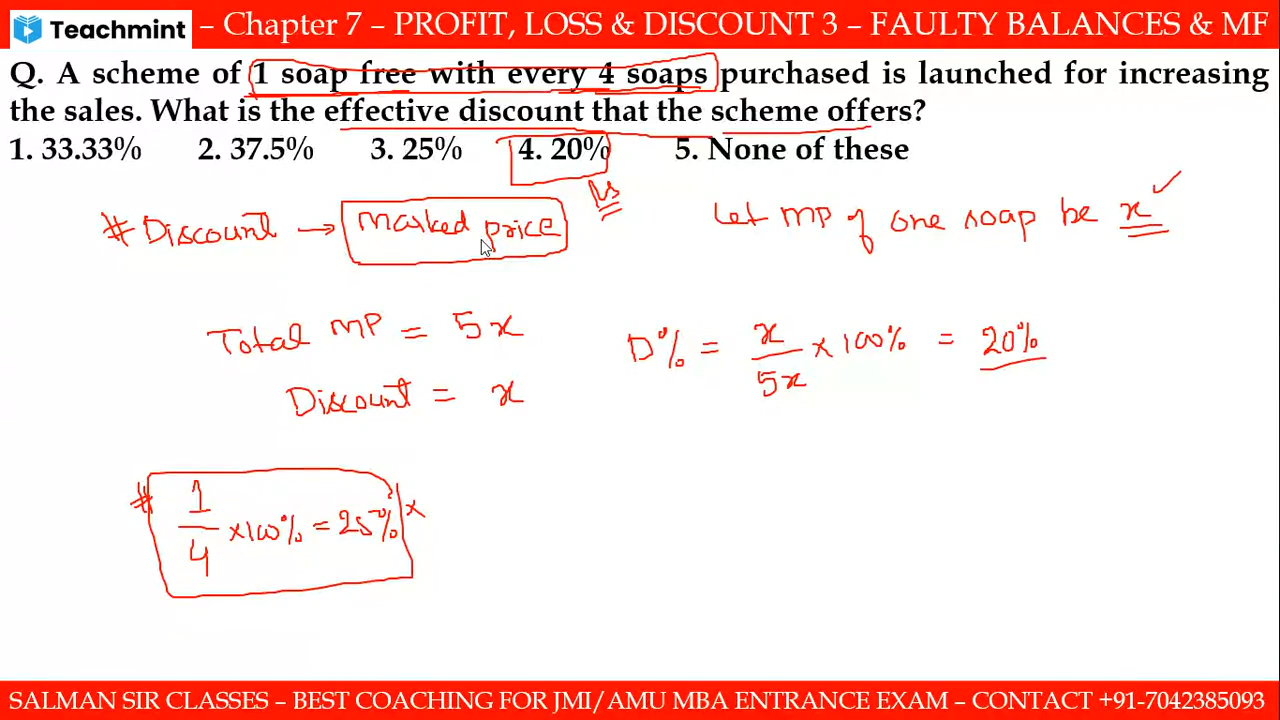 Teachmint – Chapter 7 – PROFIT, LOSS & DISCOUNT 3 – FAULTY BALANCES & MF
Q. A scheme of 1 soap free with every 4 soaps purchased is launched for increasing
the sales. What is the effective discount that the scheme offers?
1. 33.33% 2. 37.5% 3. 25% 4. 20% 5. None of these
# Discount → Marked price
Let MP of one soap be x
Total MP = 5x
Discount = x
D% = x/5x × 100% = 20%
# 1/4 ×100% = 25% ×
SALMAN SIR CLASSES – BEST COACHING FOR JMI/AMU MBA ENTRANCE EXAM – CONTACT +91-7042385093